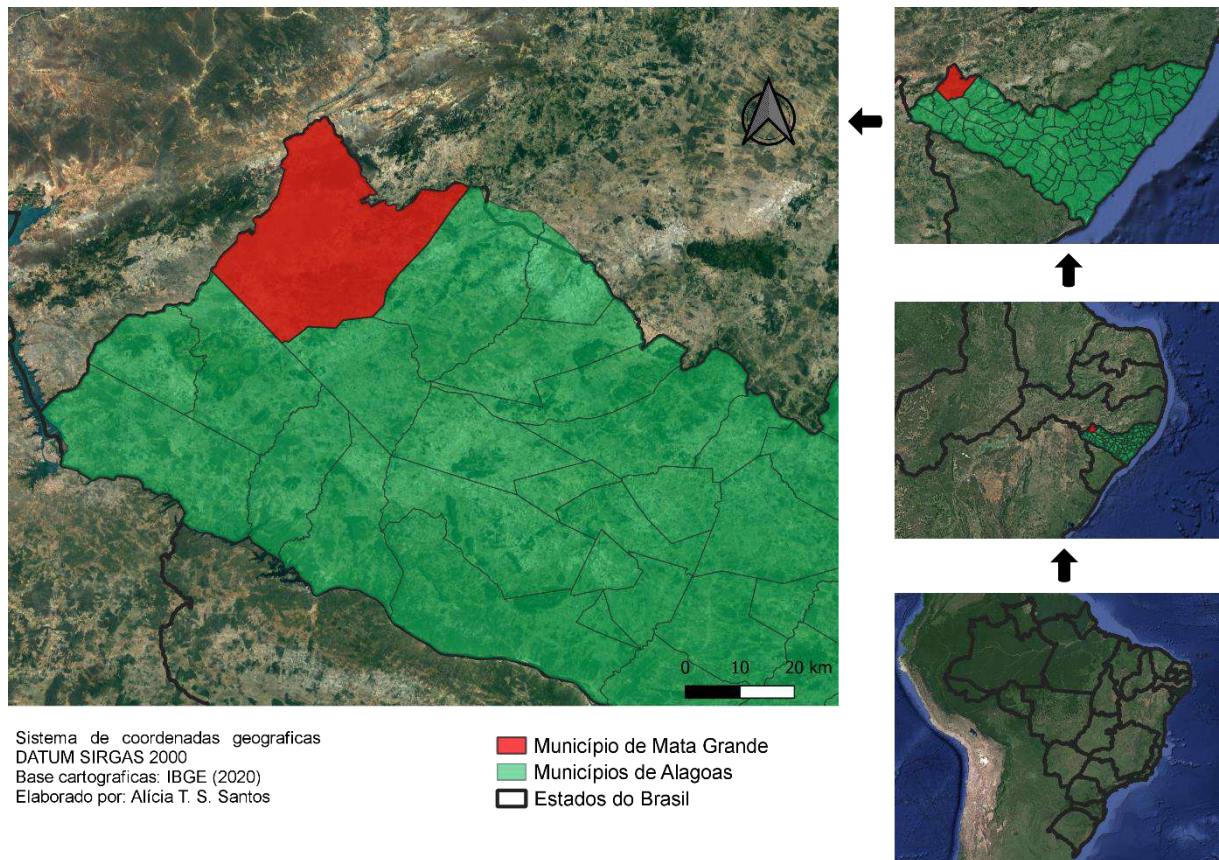 0 10 20 km
Sistema de coordenadas geograficas
DATUM SIRGAS 2000
Base cartograficas: IBGE (2020)
Elaborado por: Alícia T. S. Santos
Município de Mata Grande
Municípios de Alagoas
Estados do Brasil